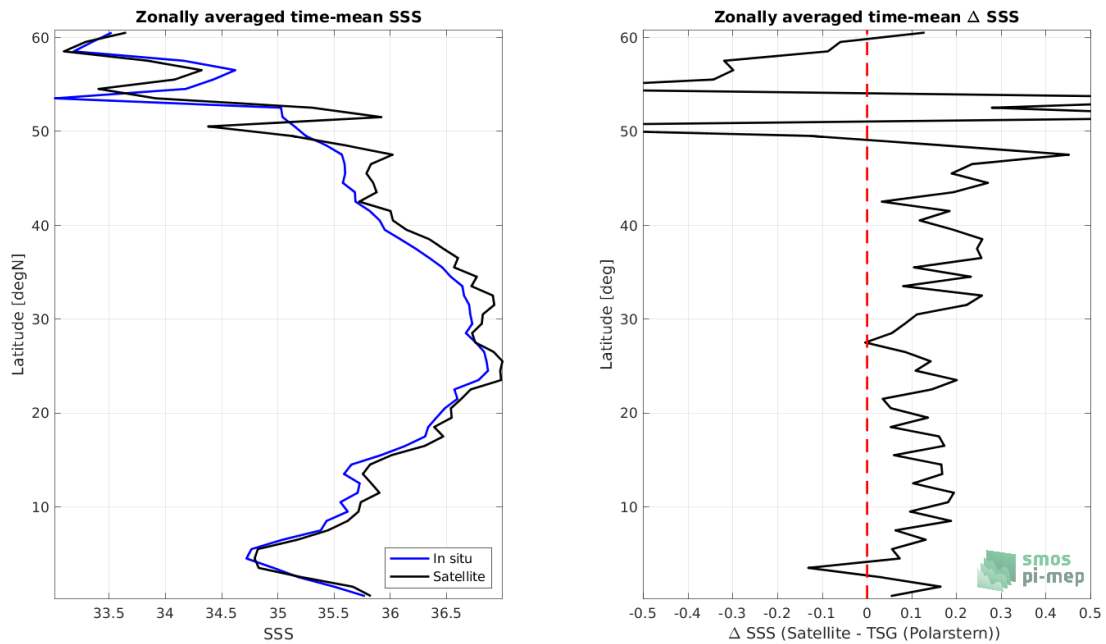 Zonally averaged time-mean SSS
60
50
40
30
20
10
Latitude [degN]
In situ
Satellite
33.5 34 34.5 35 35.5 36 36.5
SSS
Zonally averaged time-mean Δ SSS
60
50
40
30
20
10
Latitude [deg]
smos
pi-mep
-0.5 -0.4 -0.3 -0.2 -0.1 0 0.1 0.2 0.3 0.4 0.5
Δ SSS (Satellite - TSG (Polarstern))